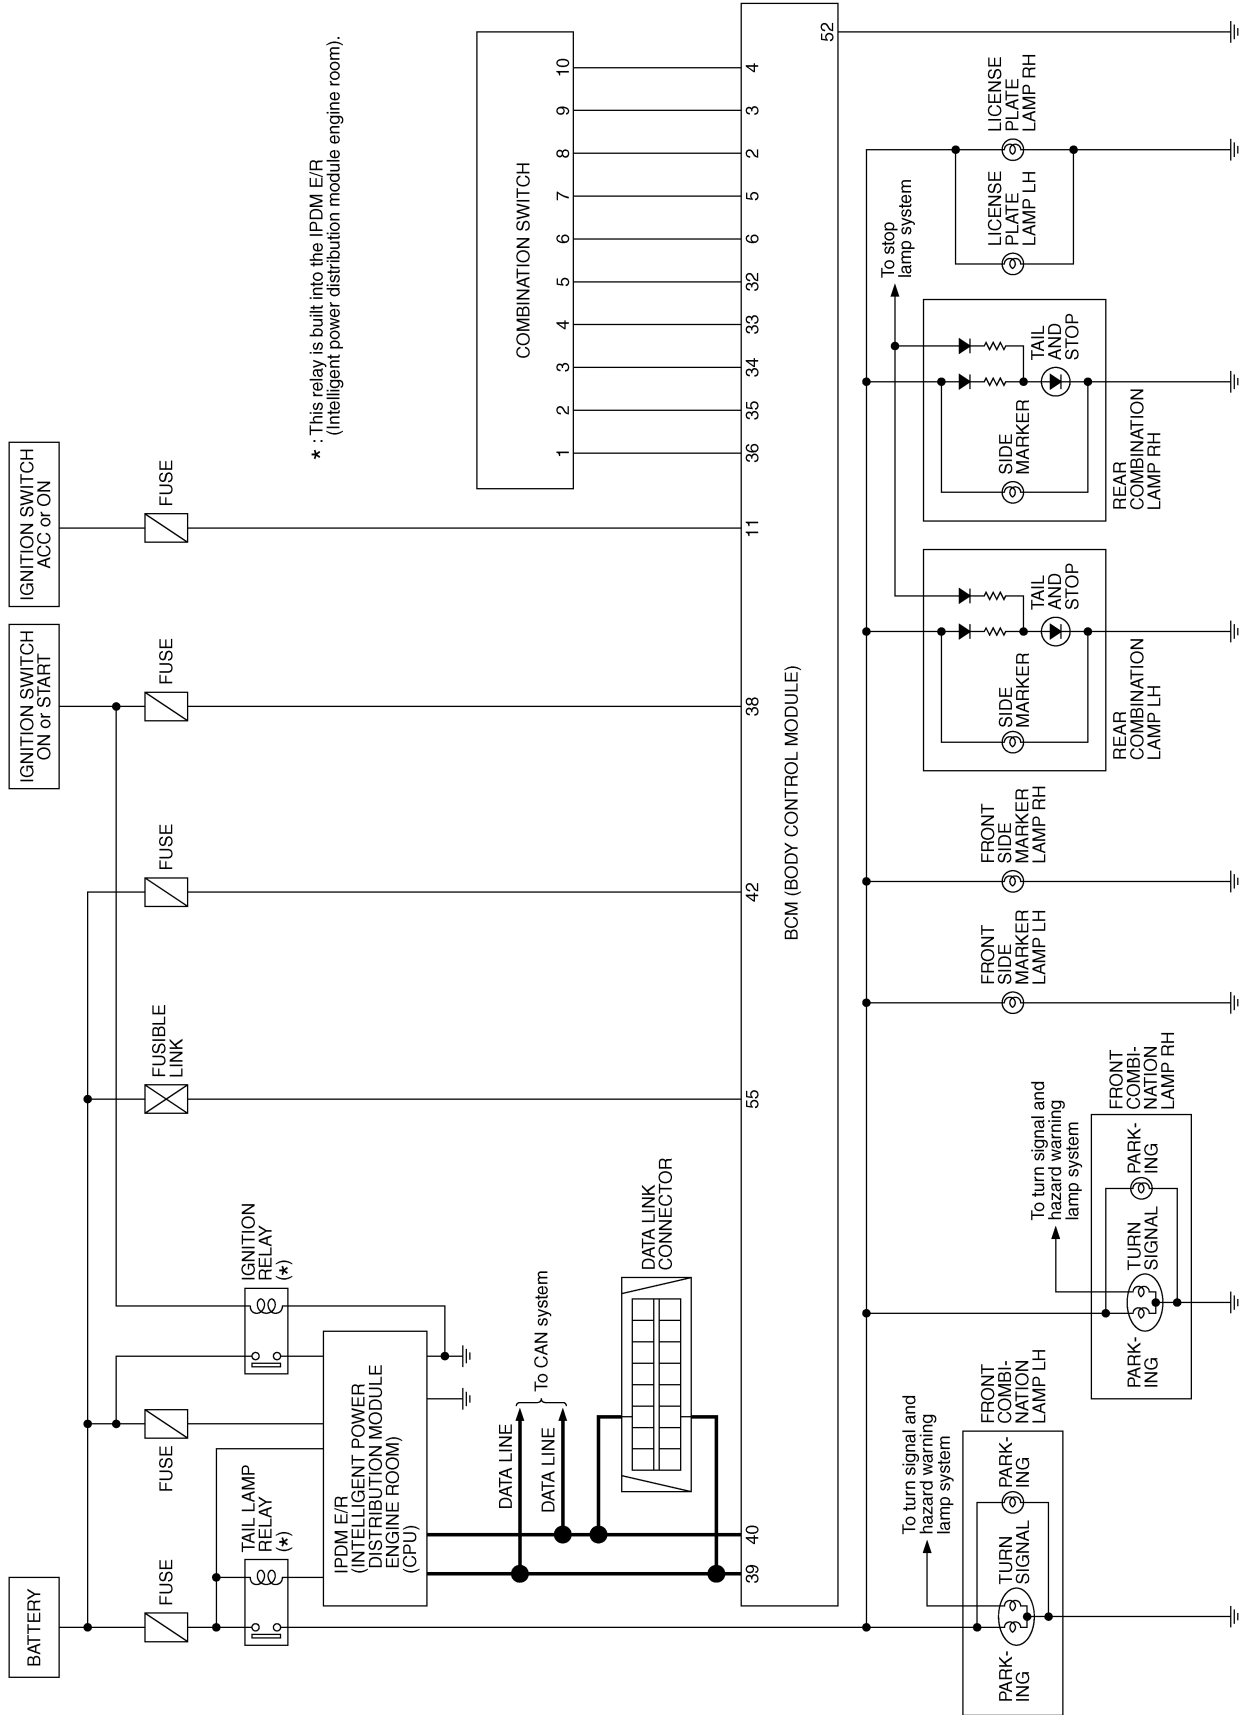 BATTERY
IGNITION SWITCH
ON or START
IGNITION SWITCH
ACC or ON
FUSE
FUSE
FUSIBLE
LINK
FUSE
FUSE
FUSE
TAIL LAMP
RELAY
(*)
IGNITION
RELAY
(*)
* : This relay is built into the IPDM E/R
(Intelligent power distribution module engine room).
IPDM E/R
(INTELLIGENT POWER
DISTRIBUTION MODULE
ENGINE ROOM)
(CPU)
DATA LINE
DATA LINE
To CAN system
DATA LINK
CONNECTOR
COMBINATION SWITCH
1 2 3 4 5 6 7 8 9 10
39 40 55 42 38 11 36 35 34 33 32 6 5 2 3 4
BCM (BODY CONTROL MODULE)
52
To turn signal and
hazard warning
lamp system
FRONT
COMBI-
NATION
LAMP LH
PARK-
ING
TURN
SIGNAL
PARK-
ING
To turn signal and
hazard warning
lamp system
FRONT
COMBI-
NATION
LAMP RH
PARK-
ING
TURN
SIGNAL
PARK-
ING
FRONT
SIDE
MARKER
LAMP LH
FRONT
SIDE
MARKER
LAMP RH
SIDE
MARKER
TAIL
AND
STOP
REAR
COMBINATION
LAMP LH
SIDE
MARKER
TAIL
AND
STOP
REAR
COMBINATION
LAMP RH
To stop
lamp system
LICENSE
PLATE
LAMP LH
LICENSE
PLATE
LAMP RH